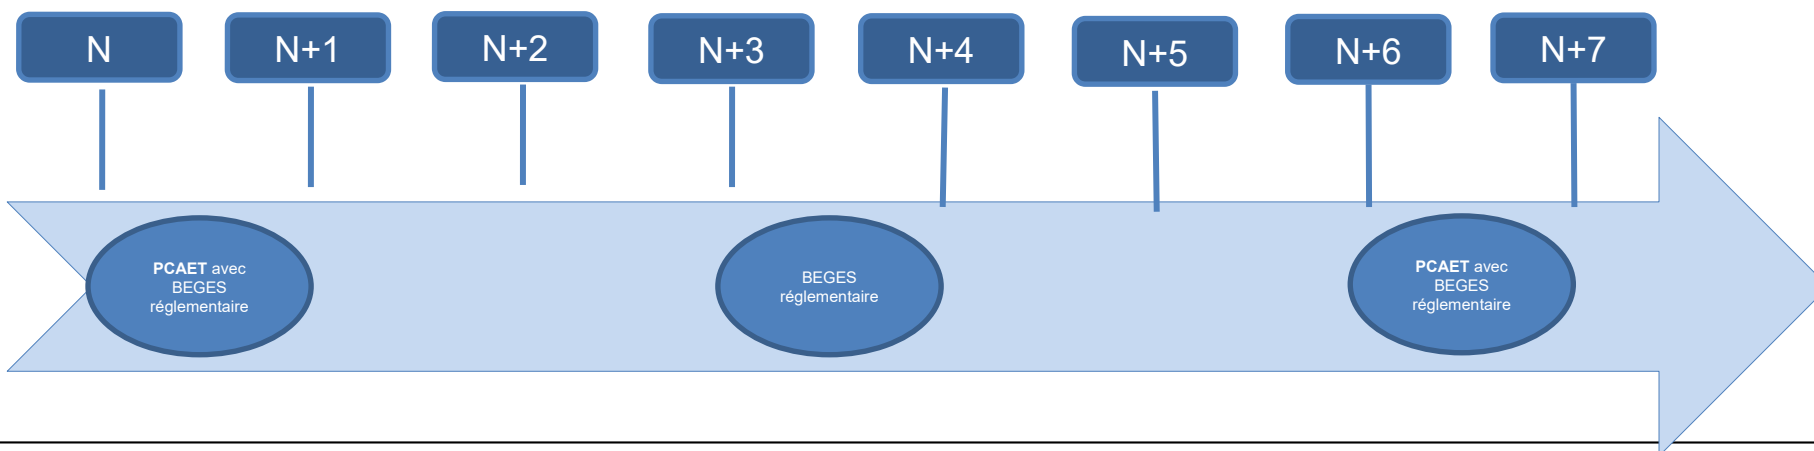 N
N+1
N+2
N+3
N+4
N+5
N+6
N+7
PCAET avec
BEGES
réglementaire
BEGES
réglementaire
PCAET avec
BEGES
réglementaire